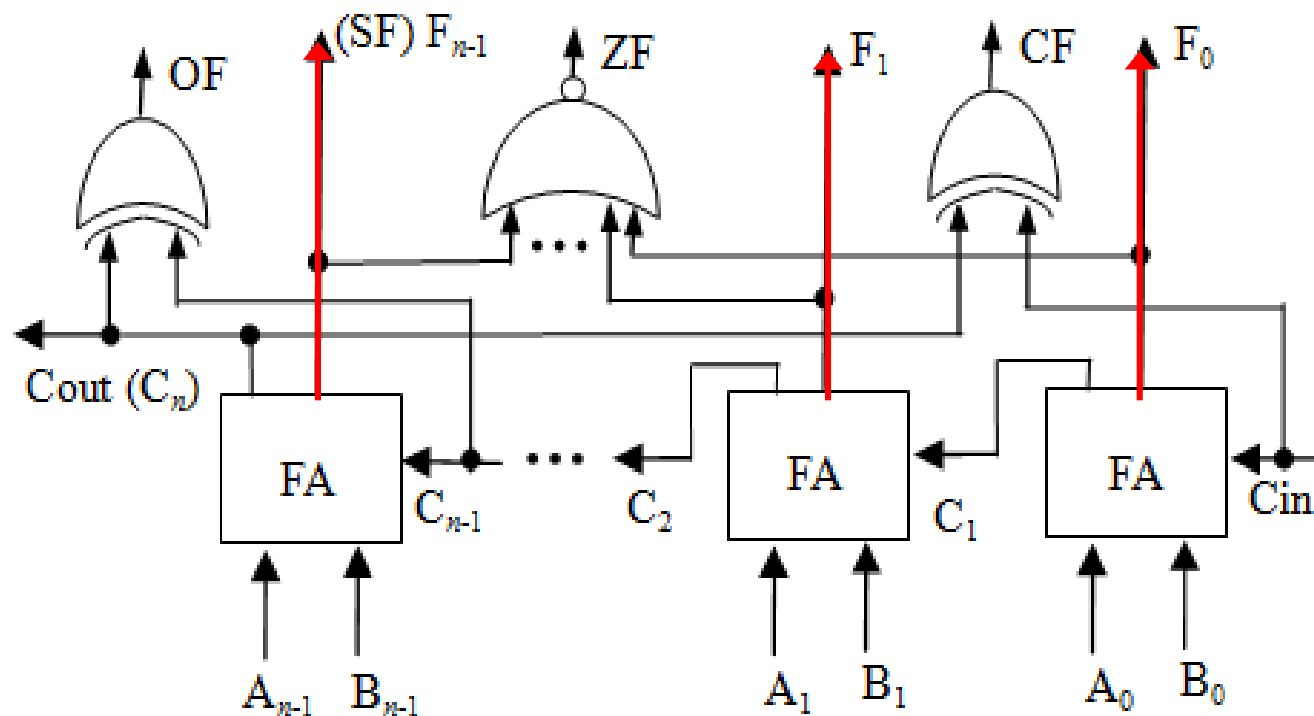 OF
(SF) Fₙ₋₁
ZF
F₁
CF
F₀
Cout (Cₙ)
FA
Cₙ₋₁
C₂
FA
C₁
FA
Cin
Aₙ₋₁
Bₙ₋₁
A₁
B₁
A₀
B₀